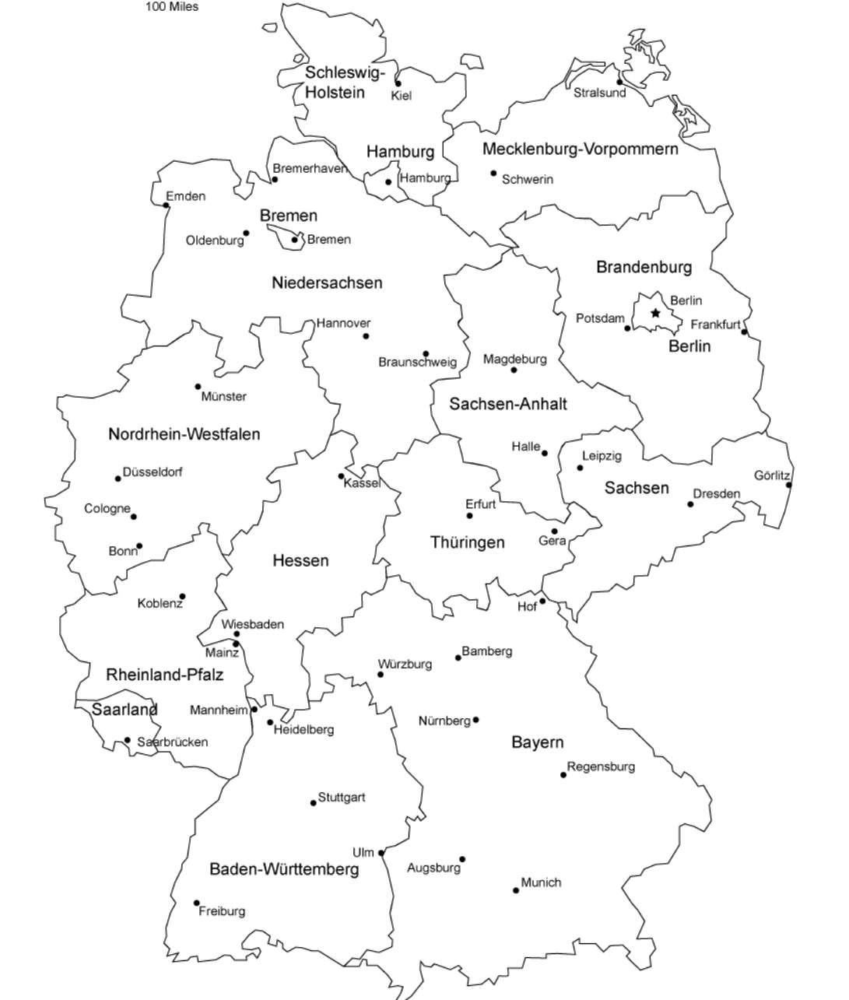 100 Miles
Schleswig-
Holstein
Kiel
Stralsund
Mecklenburg-Vorpommern
Hamburg
Bremerhaven
Hamburg
Schwerin
Emden
Bremen
Oldenburg
Bremen
Brandenburg
Niedersachsen
Berlin
Potsdam
Hannover
Frankfurt
Berlin
Braunschweig
Magdeburg
Münster
Sachsen-Anhalt
Nordrhein-Westfalen
Halle
Leipzig
Düsseldorf
Kassel
Görlitz
Sachsen
Dresden
Cologne
Erfurt
Thüringen
Gera
Bonn
Hessen
Koblenz
Hof
Wiesbaden
Mainz
Bamberg
Würzburg
Rheinland-Pfalz
Saarland
Mannheim
Heidelberg
Nürnberg
Saarbrücken
Bayern
Regensburg
Stuttgart
Ulm
Baden-Württemberg
Augsburg
Munich
Freiburg